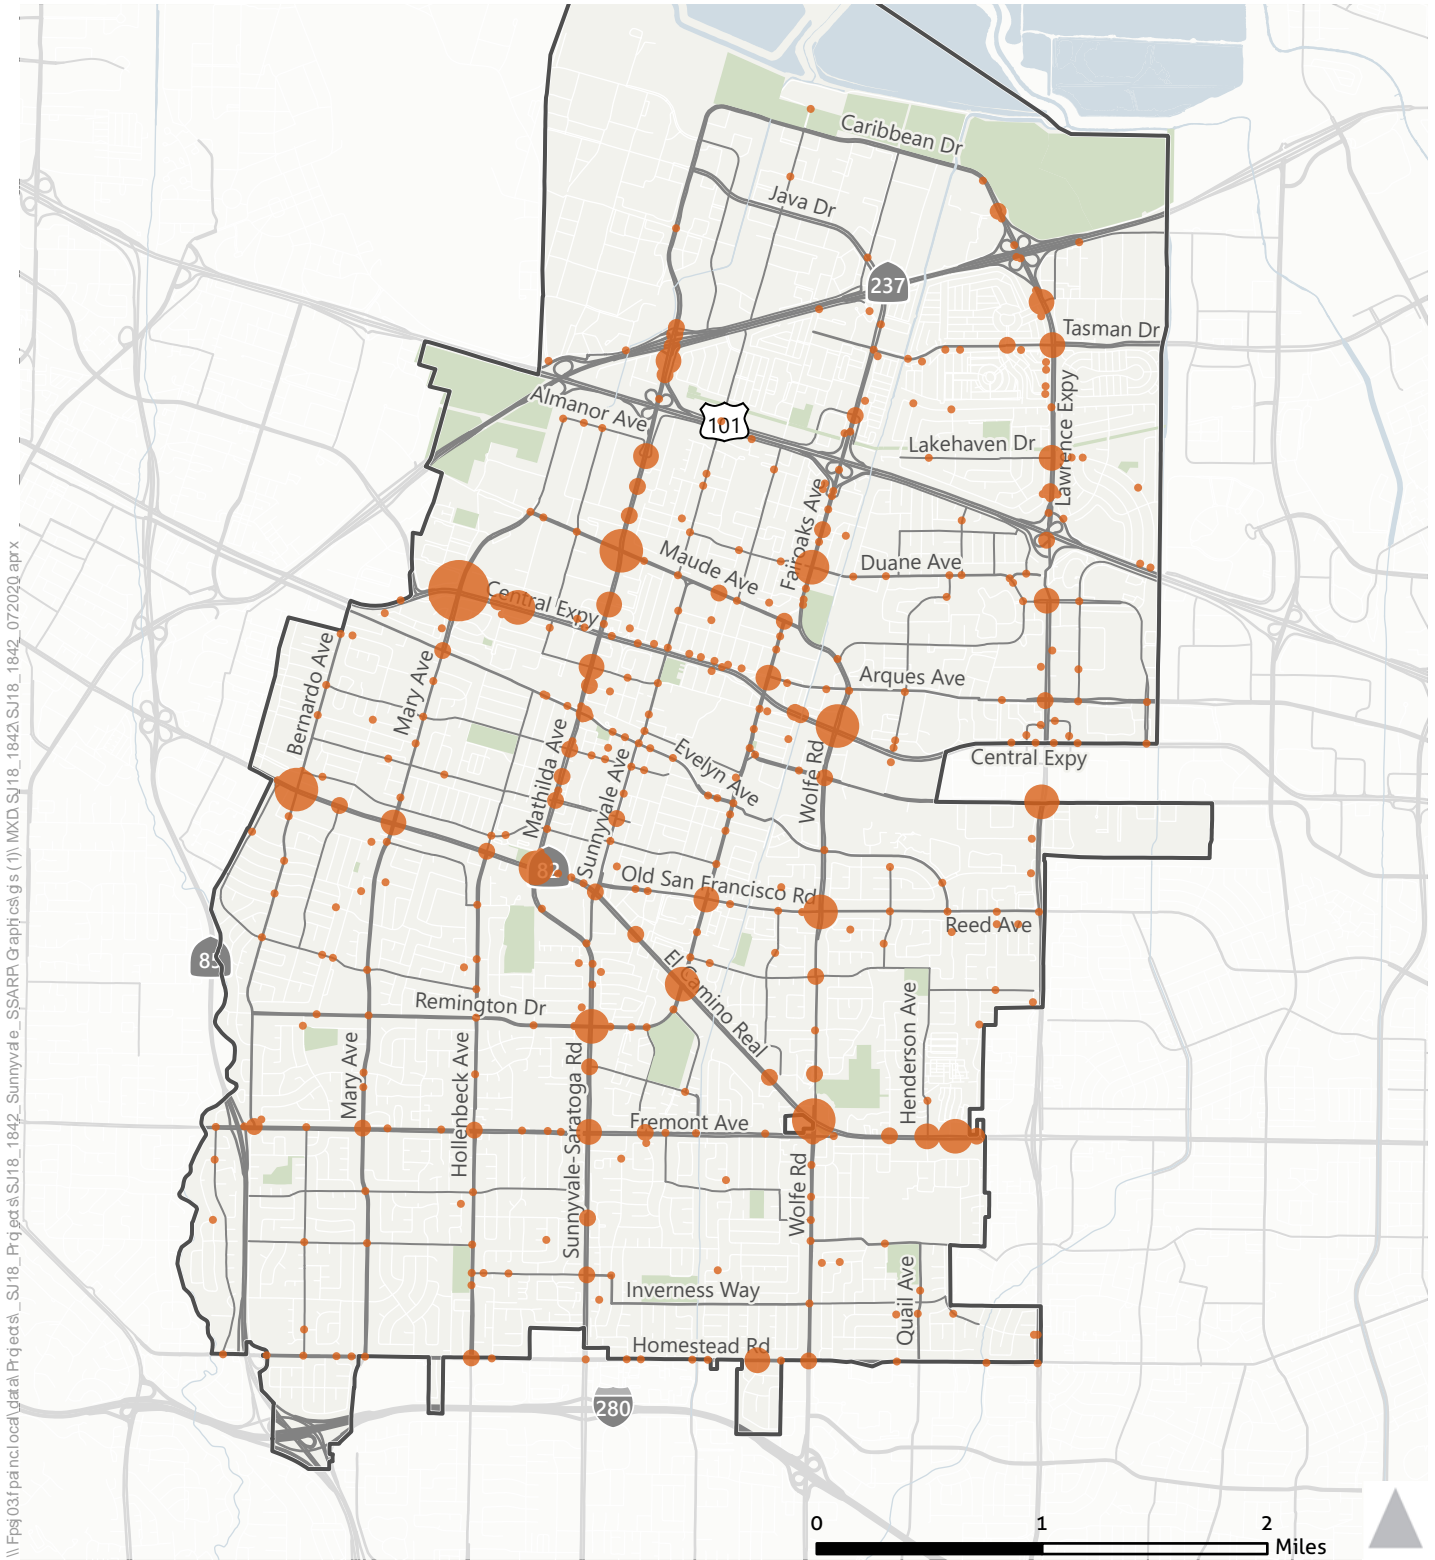 Caribbean Dr
Java Dr
237
Tasman Dr
Almanor Ave
101
Lakehaven Dr
Lawrence Expy
Fairoaks Ave
Maude Ave
Duane Ave
Central Expy
Bernardo Ave
Mary Ave
Arques Ave
Mathilda Ave
Sunnyvale Ave
Evelyn Ave
Wolfe Rd
Central Expy
82
Old San Francisco Rd
Reed Ave
85
El Camino Real
Remington Dr
Henderson Ave
Mary Ave
Hollenbeck Ave
Sunnyvale-Saratoga Rd
Fremont Ave
Wolfe Rd
Inverness Way
Quail Ave
Homestead Rd
280
0 1 2
Miles